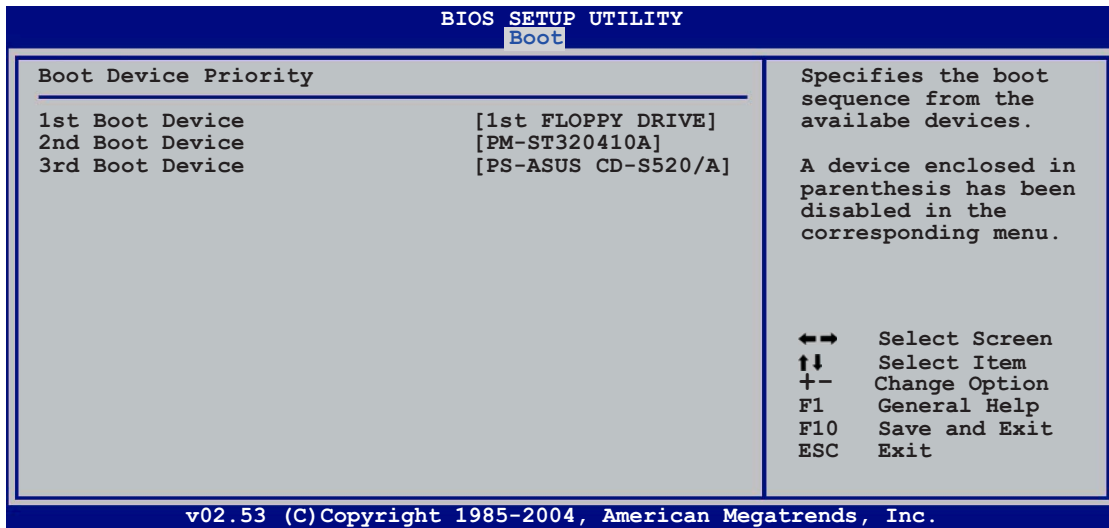 BIOS SETUP UTILITY
Boot
Boot Device Priority
1st Boot Device [1st FLOPPY DRIVE]
2nd Boot Device [PM-ST320410A]
3rd Boot Device [PS-ASUS CD-S520/A]
Specifies the boot
sequence from the
availabe devices.
A device enclosed in
parenthesis has been
disabled in the
corresponding menu.
←→ Select Screen
↑↓ Select Item
+- Change Option
F1 General Help
F10 Save and Exit
ESC Exit
v02.53 (C)Copyright 1985-2004, American Megatrends, Inc.